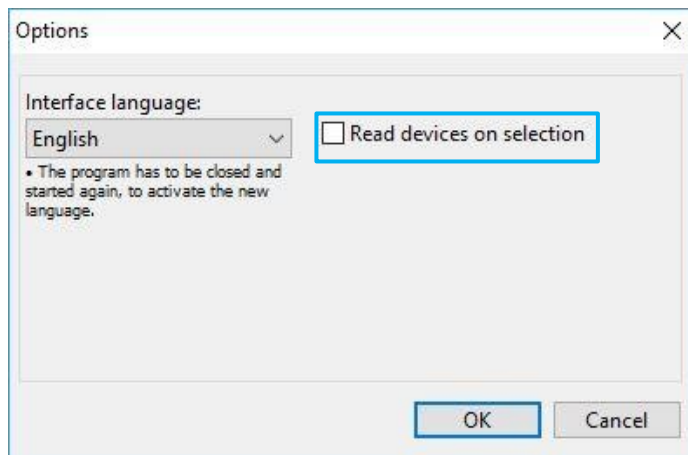 Options
Interface language:
English
Read devices on selection
• The program has to be closed and
started again, to activate the new
language.
OK
Cancel